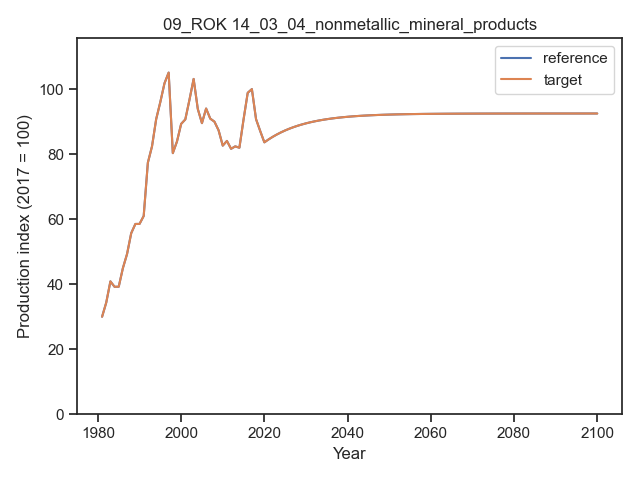 09_ROK 14_03_04_nonmetallic_mineral_products
reference
target
Production index (2017 = 100)
100
80
60
40
20
0
1980 2000 2020 2040 2060 2080 2100
Year